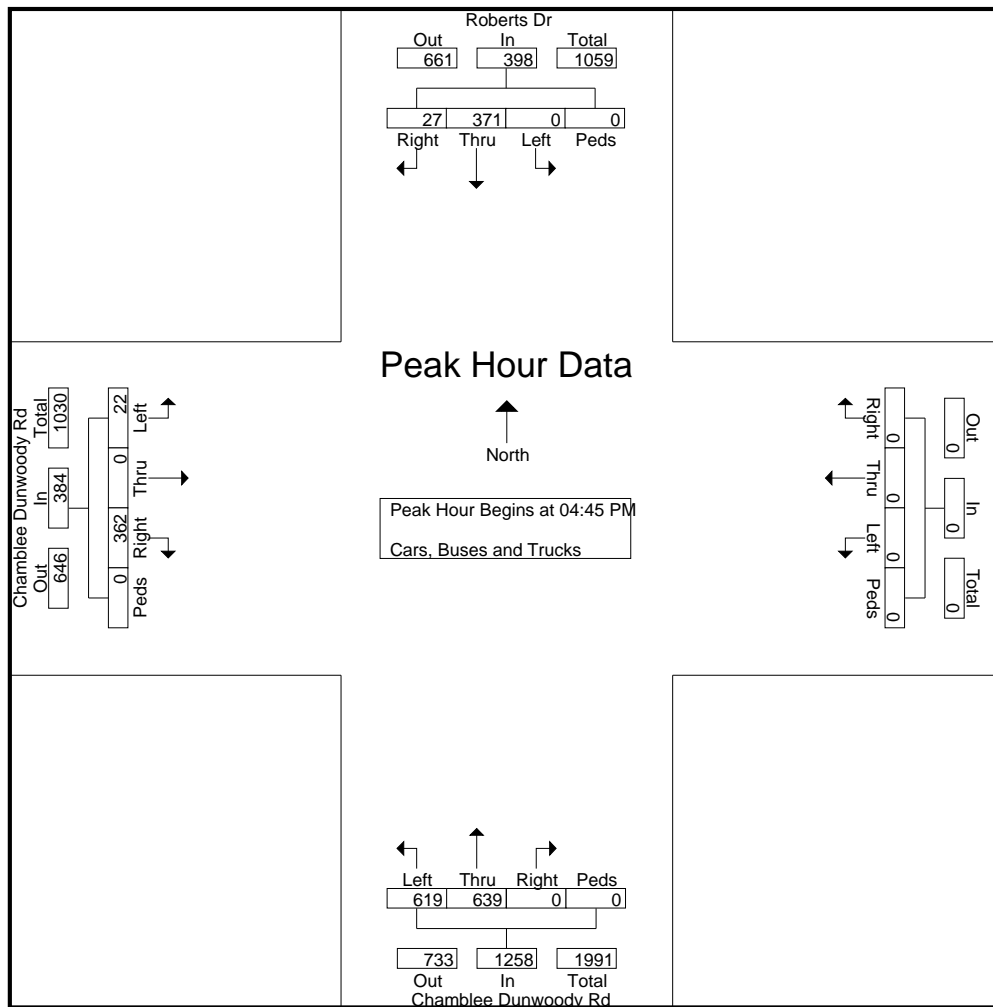 Roberts Dr
Out In Total
661 398 1059
27 371 0 0
Right Thru Left Peds
Peak Hour Data
North
Peak Hour Begins at 04:45 PM
Cars, Buses and Trucks
Chamblee Dunwoody Rd
Out In Total
646 384 1030
22 0 362 0
Left Thru Right Peds
Out In Total
0 0 0
0 0 0 0
Right Thru Left Peds
Left Thru Right Peds
619 639 0 0
733 1258 1991
Out In Total
Chamblee Dunwoody Rd